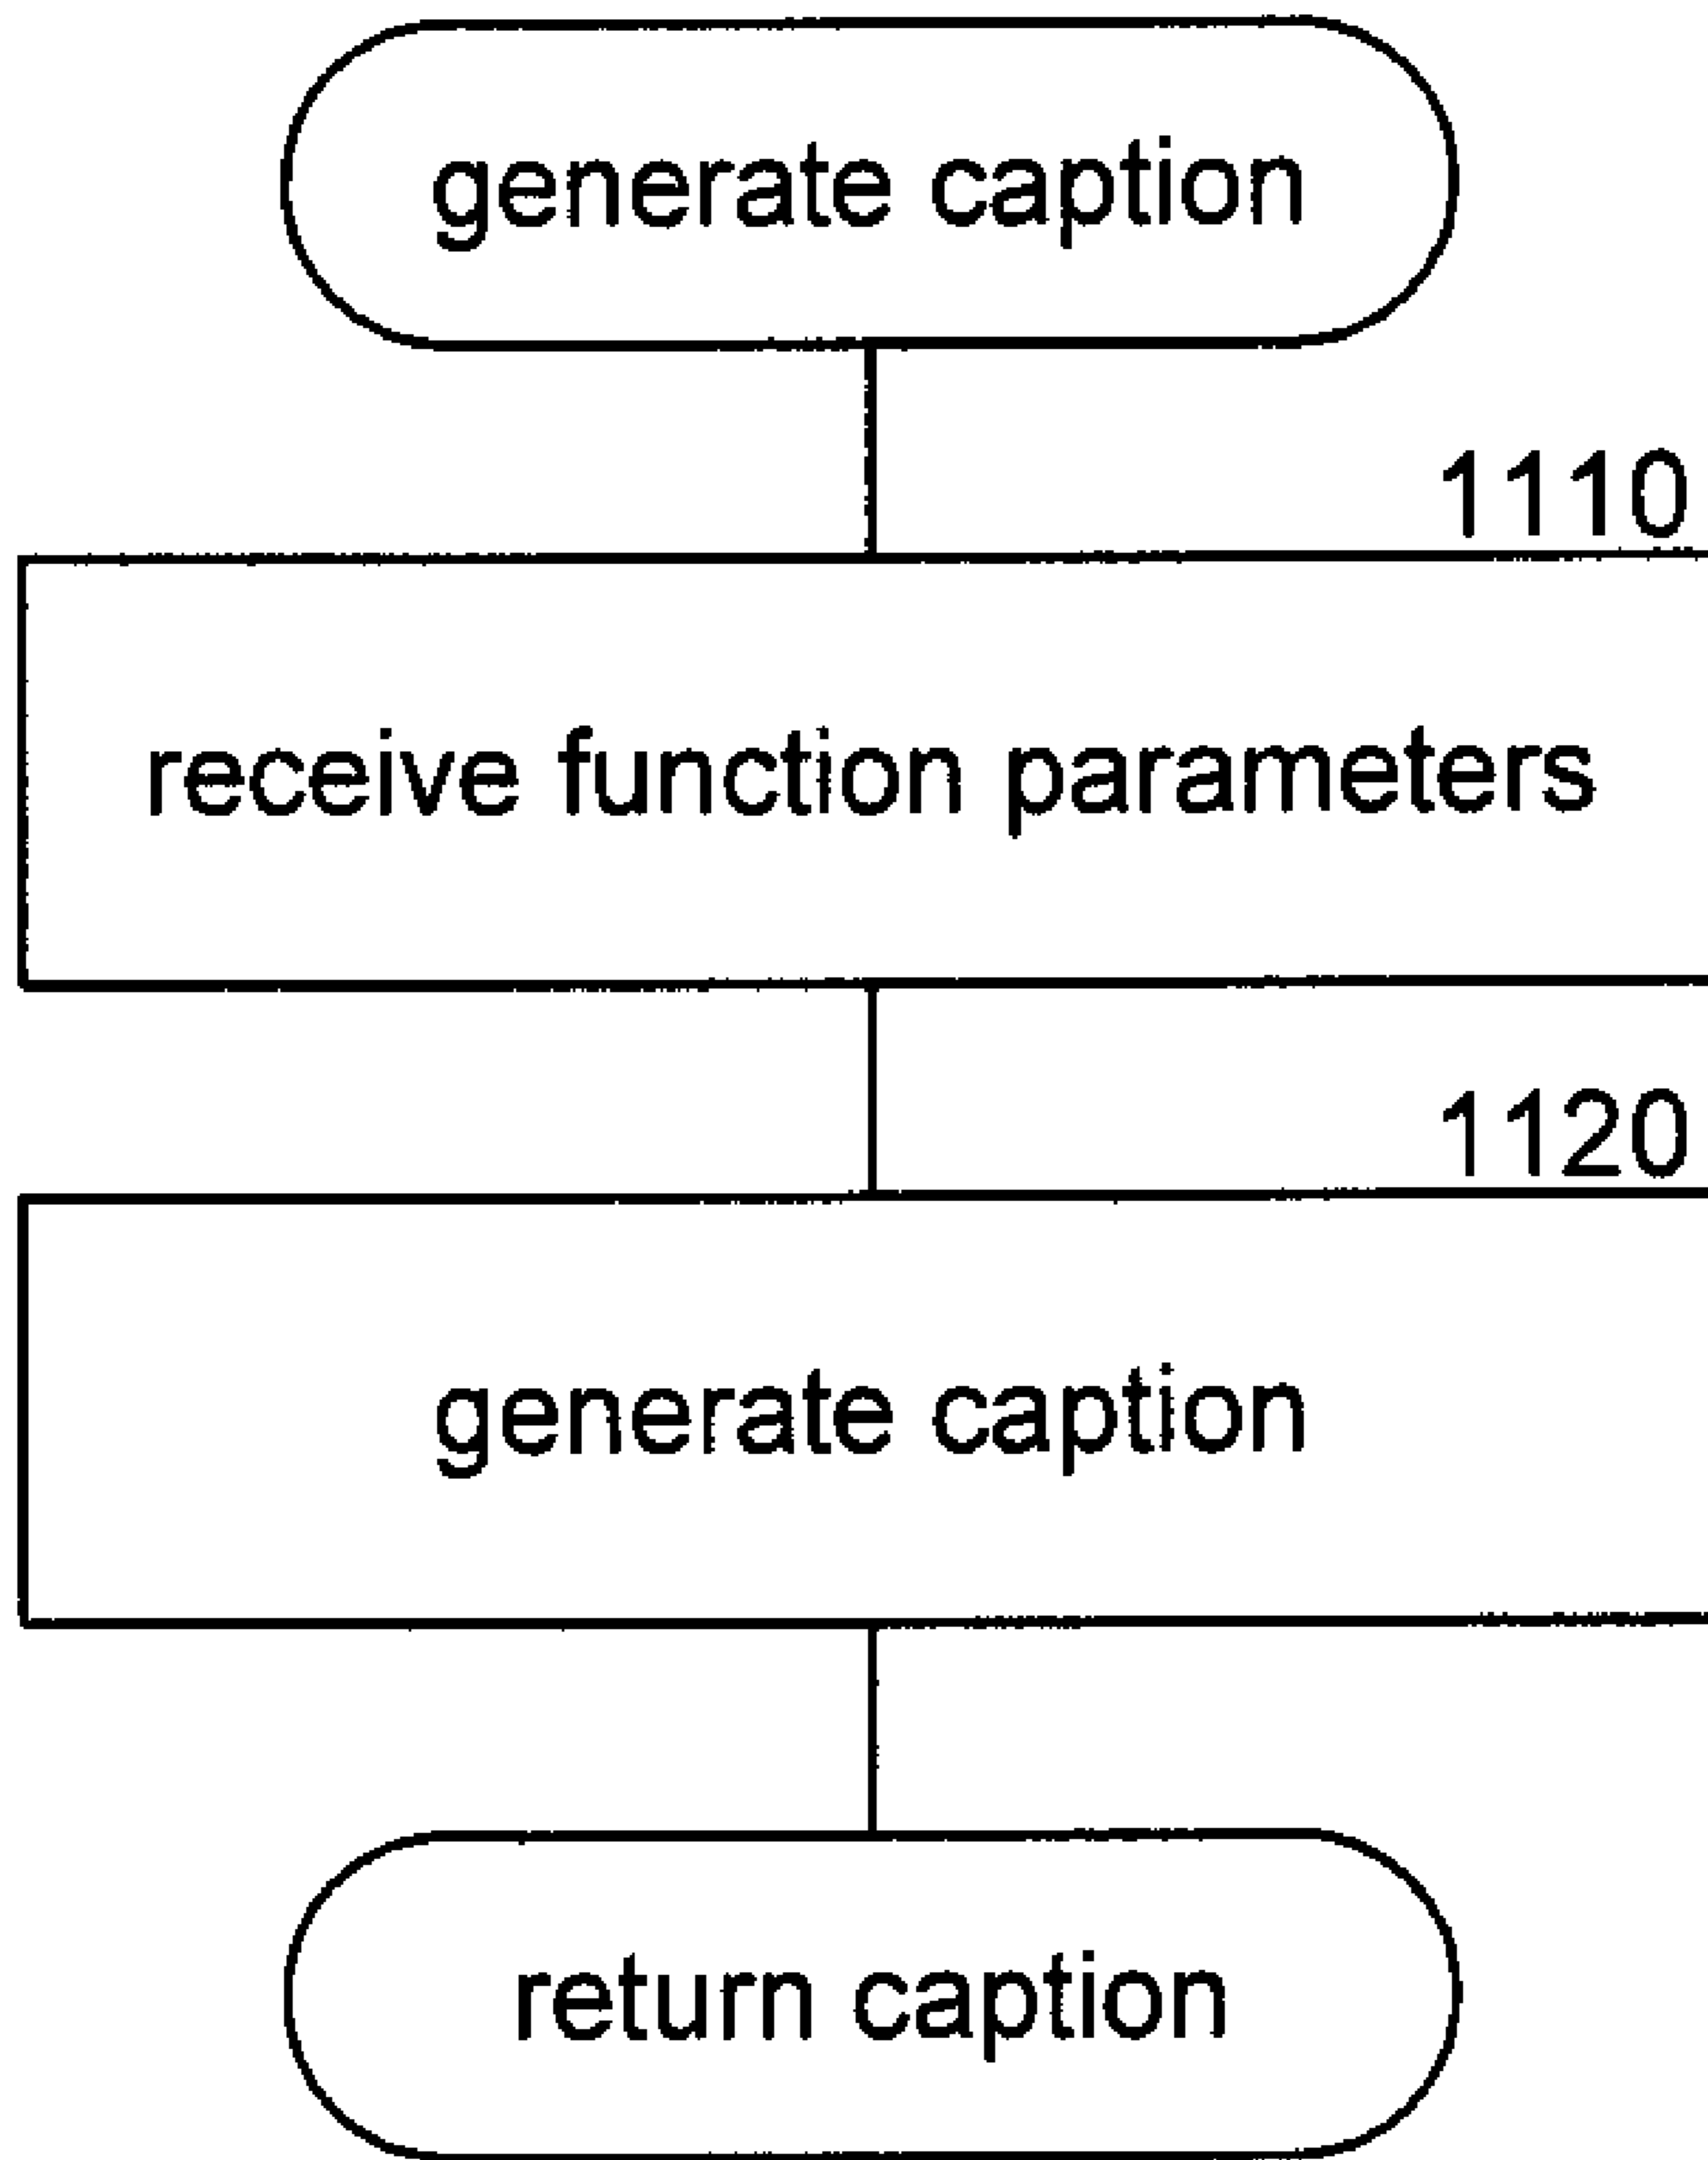 generate caption
1110
receive function parameters
1120
generate caption
return caption